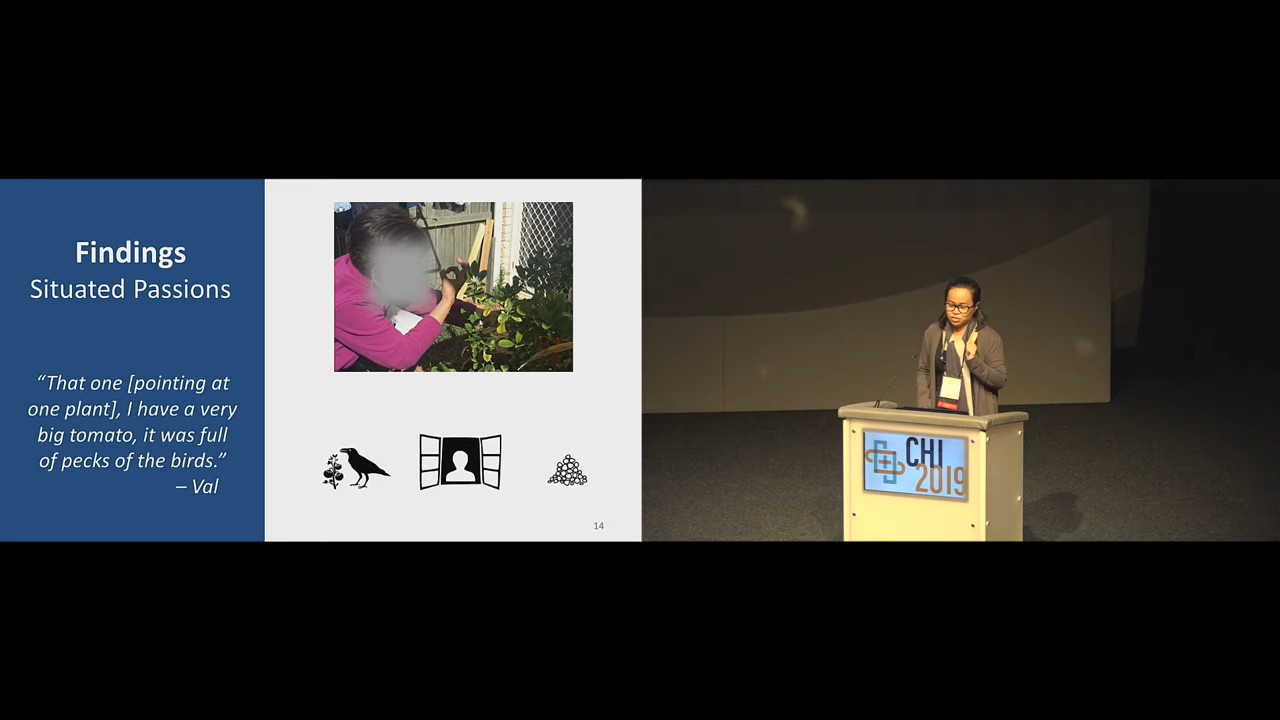 Findings
Situated Passions
“That one [pointing at
one plant], I have a very
big tomato, it was full
of pecks of the birds.”
– Val
14
CHI
2019